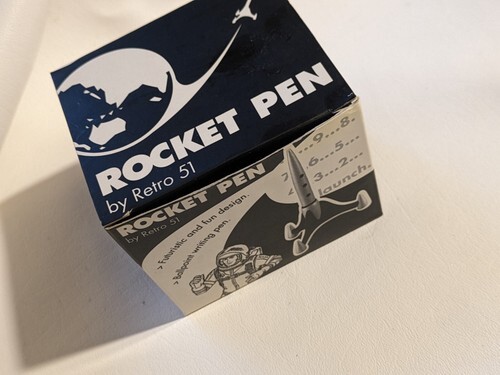 ROCKET PEN
by Retro 51
ROCKET PEN
by Retro 51
> Futuristic and fun design.
> Ballpoint writing pen.
...9...8.
6...5...
3...2...
launch.